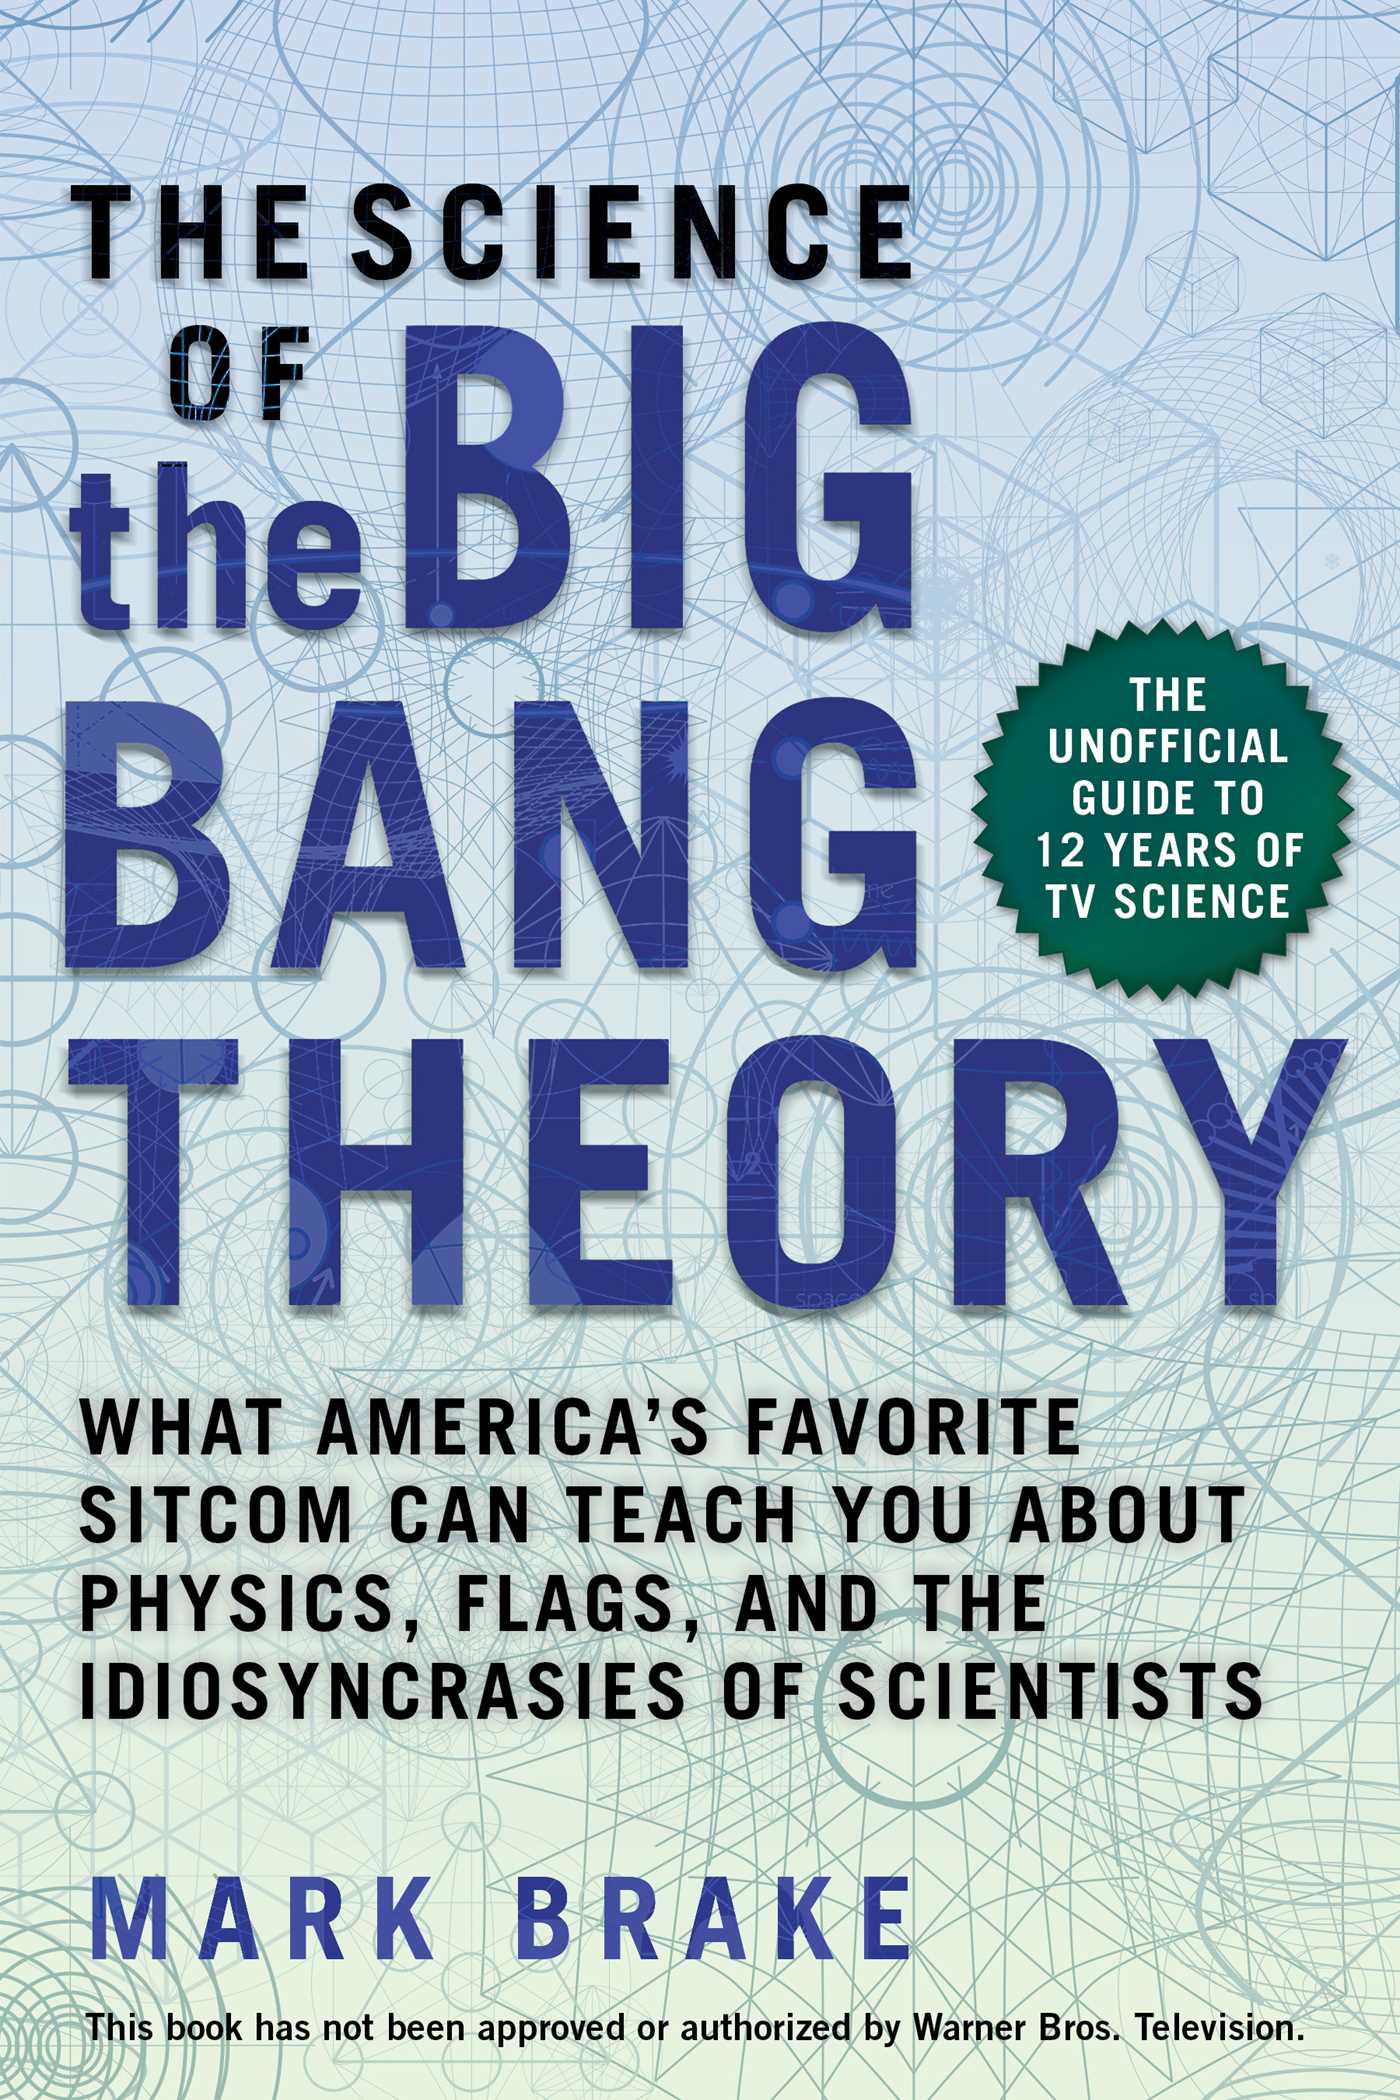 THE SCIENCE
OF
the BIG
BANG
THEORY
THE
UNOFFICIAL
GUIDE TO
12 YEARS OF
TV SCIENCE
WHAT AMERICA’S FAVORITE
SITCOM CAN TEACH YOU ABOUT
PHYSICS, FLAGS, AND THE
IDIOSYNCRASIES OF SCIENTISTS
MARK BRAKE
This book has not been approved or authorized by Warner Bros. Television.